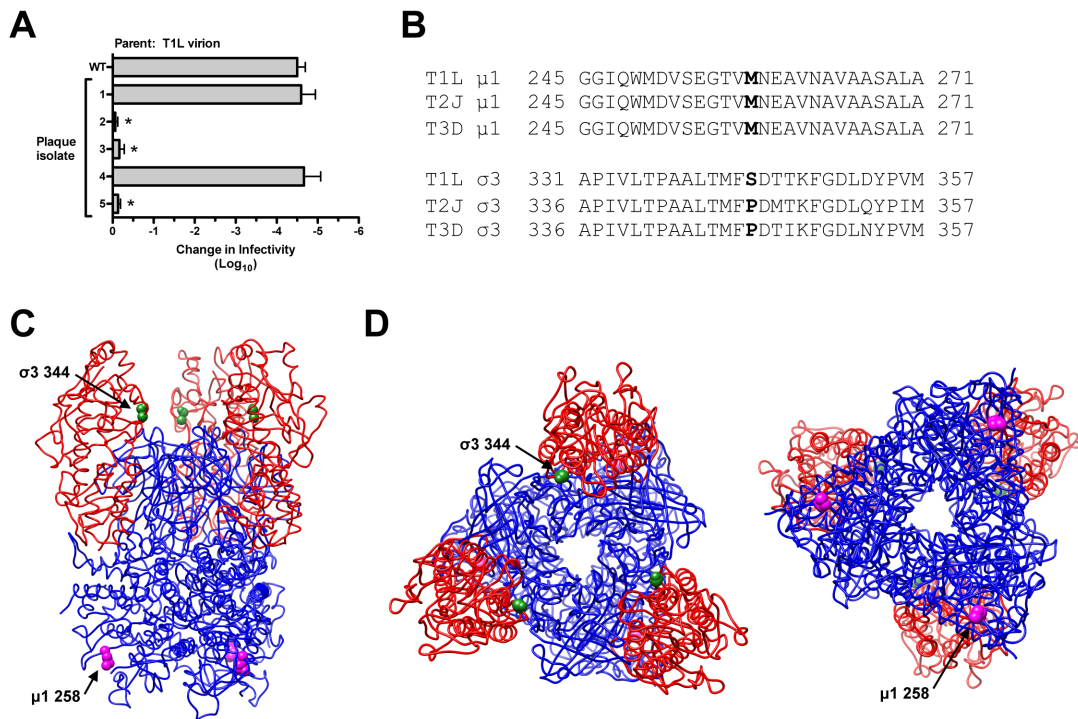 A
Parent: T1L virion
WT
1
2 *
3 *
4
5 *
Plaque
isolate
0 -1 -2 -3 -4 -5 -6
Change in Infectivity
(Log10)
B
T1L μ1 245 GGIQWMDVSEGTVMNEAVNAVAASALA 271
T2J μ1 245 GGIQWMDVSEGTVMNEAVNAVAASALA 271
T3D μ1 245 GGIQWMDVSEGTVMNEAVNAVAASALA 271
T1L σ3 331 APIVLTPAALTMFSDTTKFGDLDYPVM 357
T2J σ3 336 APIVLTPAALTMFPDMTKFGDLQYPIM 357
T3D σ3 336 APIVLTPAALTMFPDTIKFGDLNYPVM 357
C
σ3 344
μ1 258
D
σ3 344
μ1 258